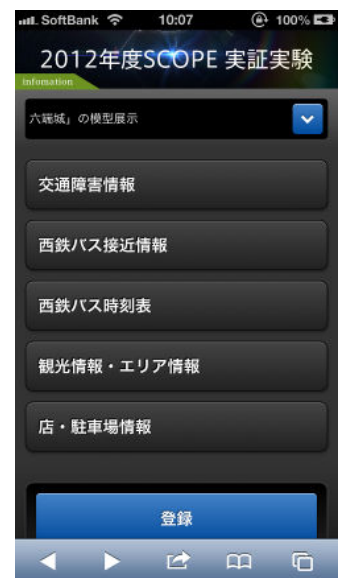 SoftBank 10:07 100%
2012年度SCOPE 実証実験
Infomation
六端城」の模型展示
交通障害情報
西鉄バス接近情報
西鉄バス時刻表
観光情報・エリア情報
店・駐車場情報
登録